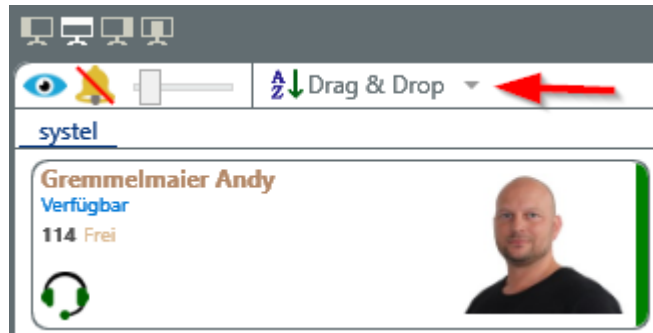 Drag & Drop
systel
Gremmelmaier Andy
Verfügbar
114 Frei